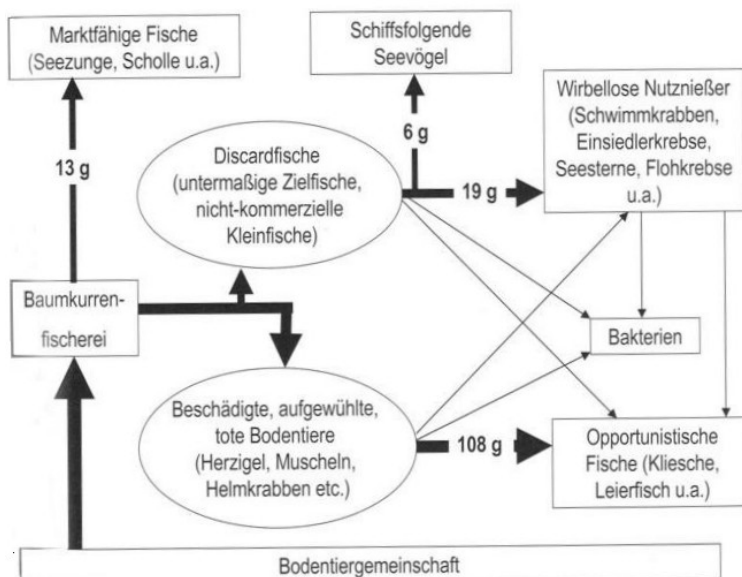 Marktfähige Fische
(Seezunge, Scholle u.a.)
Schiffsfolgende
Seevögel
Wirbellose Nutznießer
(Schwimmkrabben,
Einsiedlerkrebse,
Seesterne, Flohkrebse
u.a.)
13 g
6 g
Discardfische
(untermaßige Zielfische,
nicht-kommerzielle
Kleinfische)
19 g
Baumkurren-
fischerei
Bakterien
Beschädigte, aufgewühlte,
tote Bodentiere
(Herzigel, Muscheln,
Helmkrabben etc.)
108 g
Opportunistische
Fische (Kliesche,
Leierfisch u.a.)
Bodentiergemeinschaft